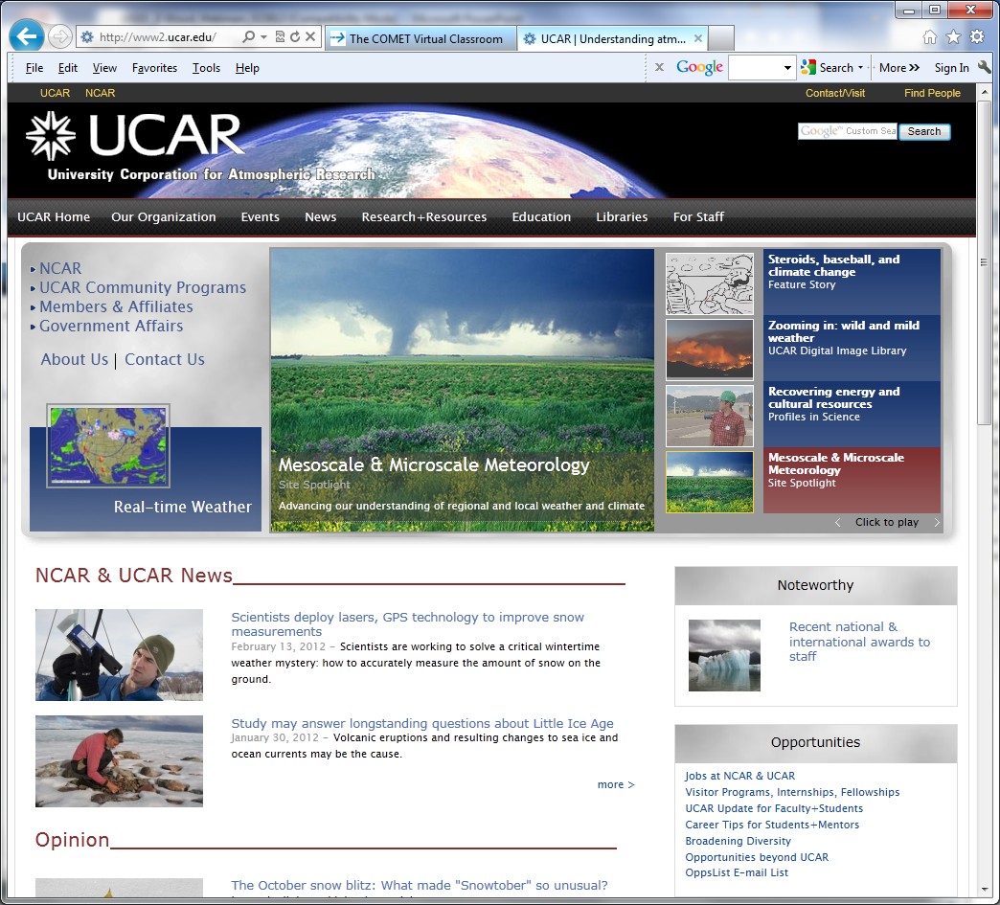 http://www2.ucar.edu/
The COMET Virtual Classroom
UCAR | Understanding atm...
File Edit View Favorites Tools Help
Google
Search
More
Sign In
UCAR NCAR
Contact/Visit
Find People
UCAR
University Corporation for Atmospheric Research
Google™ Custom Sea
Search
UCAR Home Our Organization Events News Research+Resources Education Libraries For Staff
NCAR
UCAR Community Programs
Members & Affiliates
Government Affairs
About Us | Contact Us
Real-time Weather
Mesoscale & Microscale Meteorology
Site Spotlight
Advancing our understanding of regional and local weather and climate
Steroids, baseball, and
climate change
Feature Story
Zooming in: wild and mild
weather
UCAR Digital Image Library
Recovering energy and
cultural resources
Profiles in Science
Mesoscale & Microscale
Meteorology
Site Spotlight
Click to play
NCAR & UCAR News
Scientists deploy lasers, GPS technology to improve snow
measurements
February 13, 2012 – Scientists are working to solve a critical wintertime
weather mystery: how to accurately measure the amount of snow on the
ground.
Study may answer longstanding questions about Little Ice Age
January 30, 2012 – Volcanic eruptions and resulting changes to sea ice and
ocean currents may be the cause.
more >
Opinion
The October snow blitz: What made "Snowtober" so unusual?
Noteworthy
Recent national &
international awards to
staff
Opportunities
Jobs at NCAR & UCAR
Visitor Programs, Internships, Fellowships
UCAR Update for Faculty+Students
Career Tips for Students+Mentors
Broadening Diversity
Opportunities beyond UCAR
OppsList E-mail List